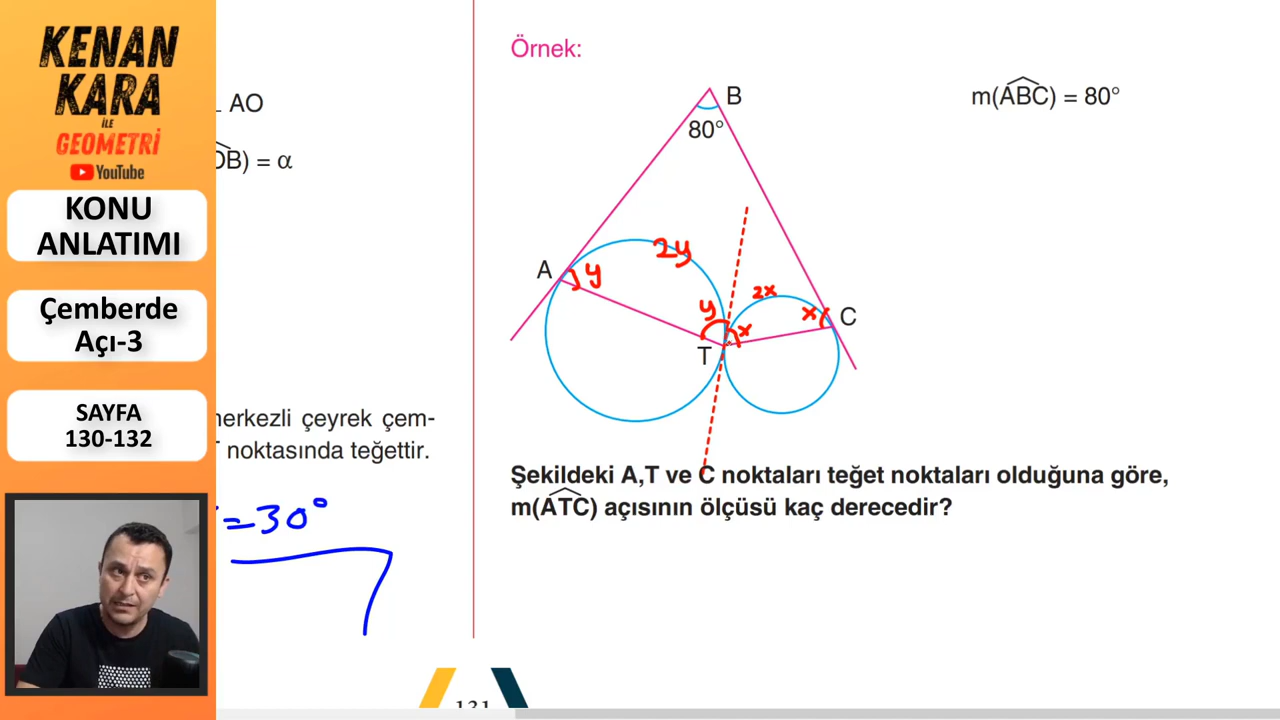 KENAN
KARA
İLE
GEOMETRİ
YouTube
KONU
ANLATIMI
Çemberde
Açı-3
SAYFA
130-132
AO
OB) = α
merkezli çeyrek çem-
noktasında teğettir.
=30°
Örnek:
B
80°
m(ABC) = 80°
A
y
2y
y
x
2x
x
C
T
Şekildeki A,T ve C noktaları teğet noktaları olduğuna göre,
m(ATC) açısının ölçüsü kaç derecedir?
131